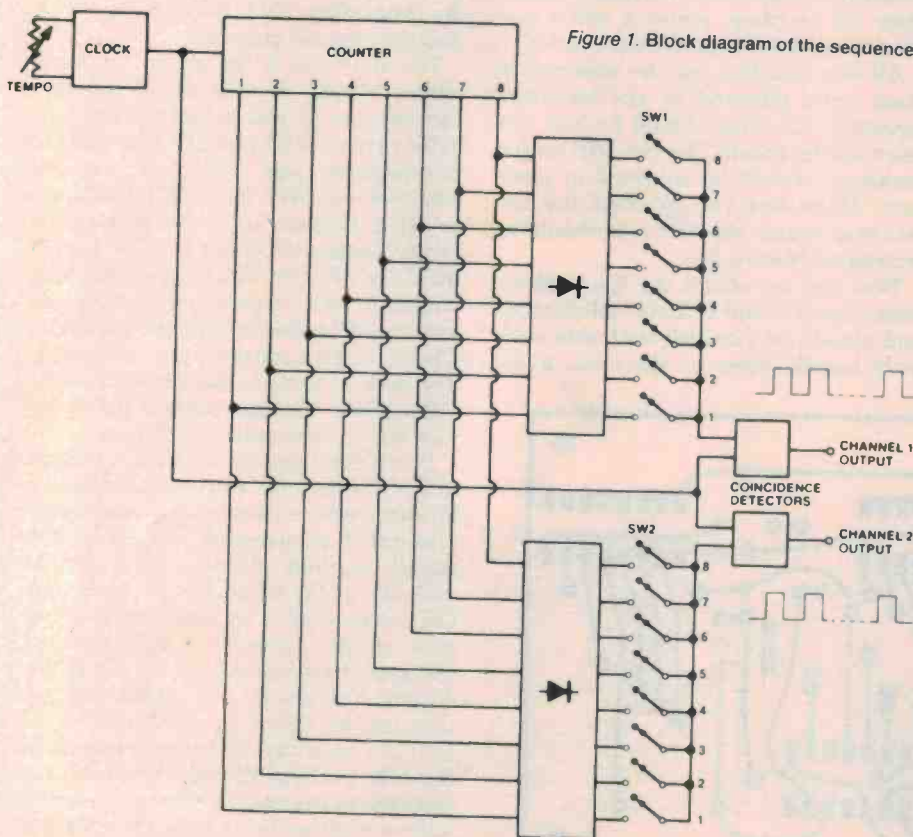 Figure 1. Block diagram of the sequence
CLOCK
COUNTER
TEMPO
1 2 3 4 5 6 7 8
SW1
8
7
6
5
4
3
2
1
CHANNEL 1
OUTPUT
COINCIDENCE
DETECTORS
SW2
CHANNEL 2
OUTPUT
8
7
6
5
4
3
2
1